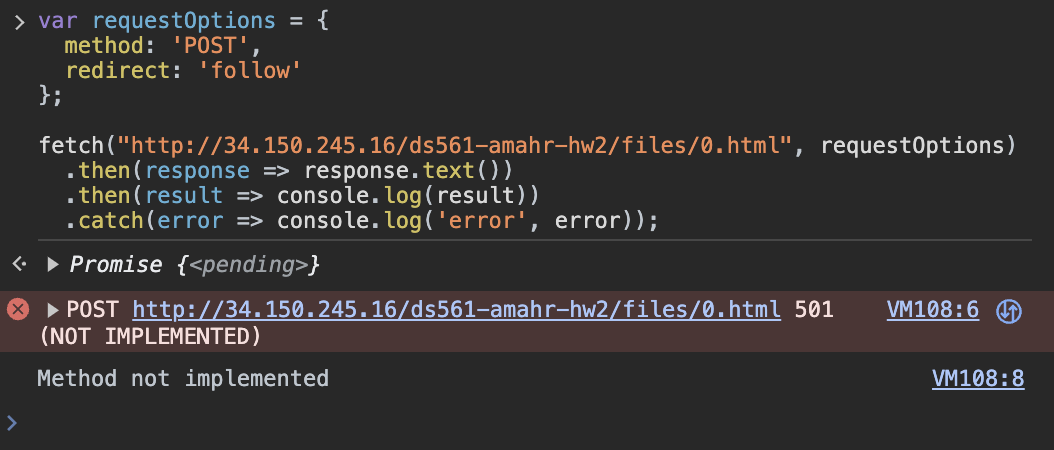 > var requestOptions = {
  method: 'POST',
  redirect: 'follow'
};
fetch("http://34.150.245.16/ds561-amahr-hw2/files/0.html", requestOptions)
  .then(response => response.text())
  .then(result => console.log(result))
  .catch(error => console.log('error', error));
Promise {<pending>}
POST http://34.150.245.16/ds561-amahr-hw2/files/0.html 501 VM108:6
(NOT IMPLEMENTED)
Method not implemented VM108:8
>